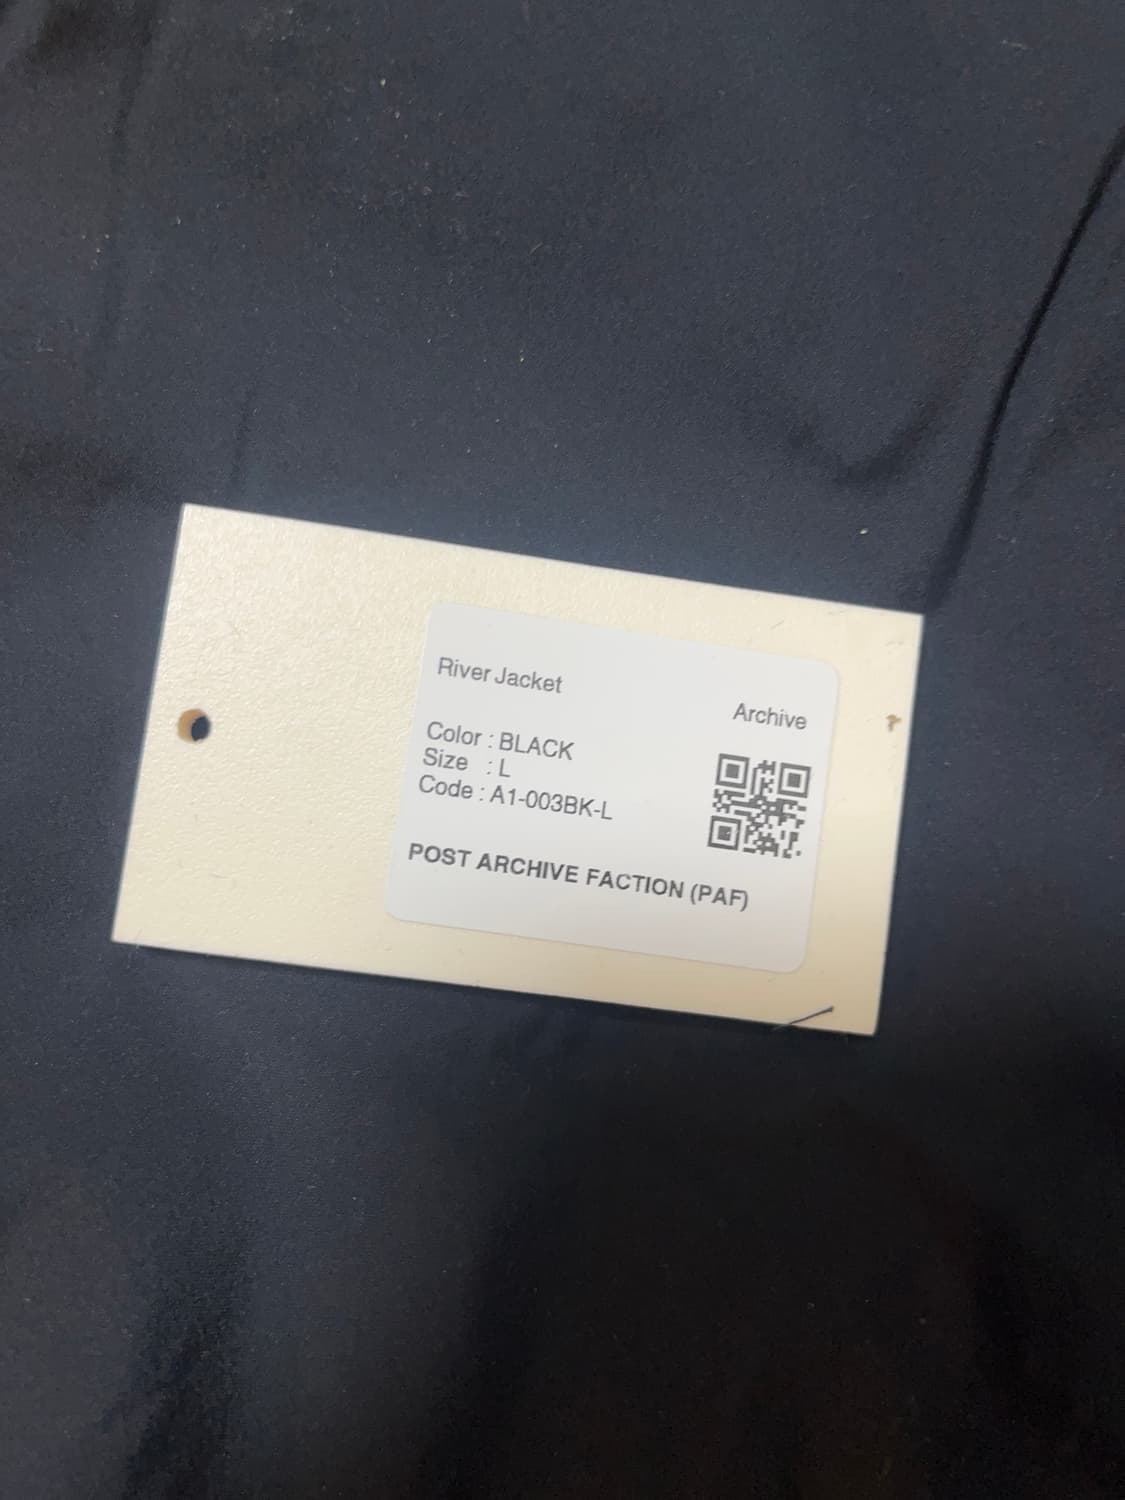 River Jacket
Archive
Color : BLACK
Size : L
Code : A1-003BK-L
POST ARCHIVE FACTION (PAF)